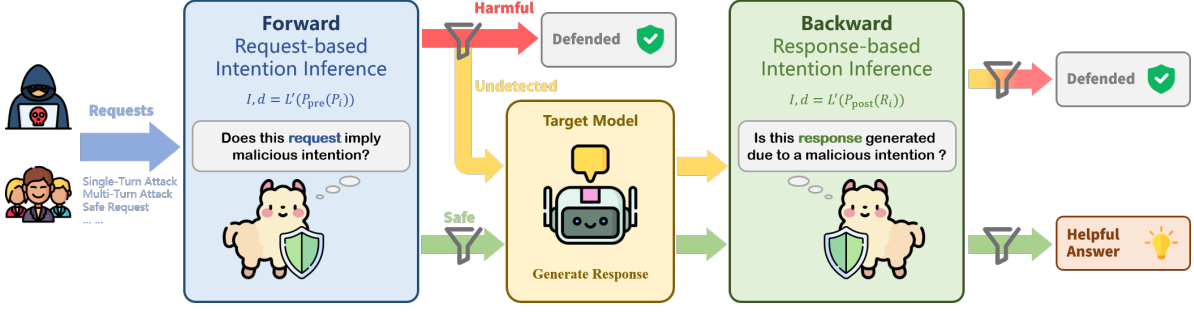 Requests
Single-Turn Attack
Multi-Turn Attack
Safe Request
... ...
Forward
Request-based
Intention Inference
I, d = L′(P_pre(P_i))
Does this request imply
malicious intention?
Harmful
Defended
Undetected
Safe
Target Model
Generate Response
Backward
Response-based
Intention Inference
I, d = L′(P_post(R_i))
Is this response generated
due to a malicious intention ?
Defended
Helpful
Answer